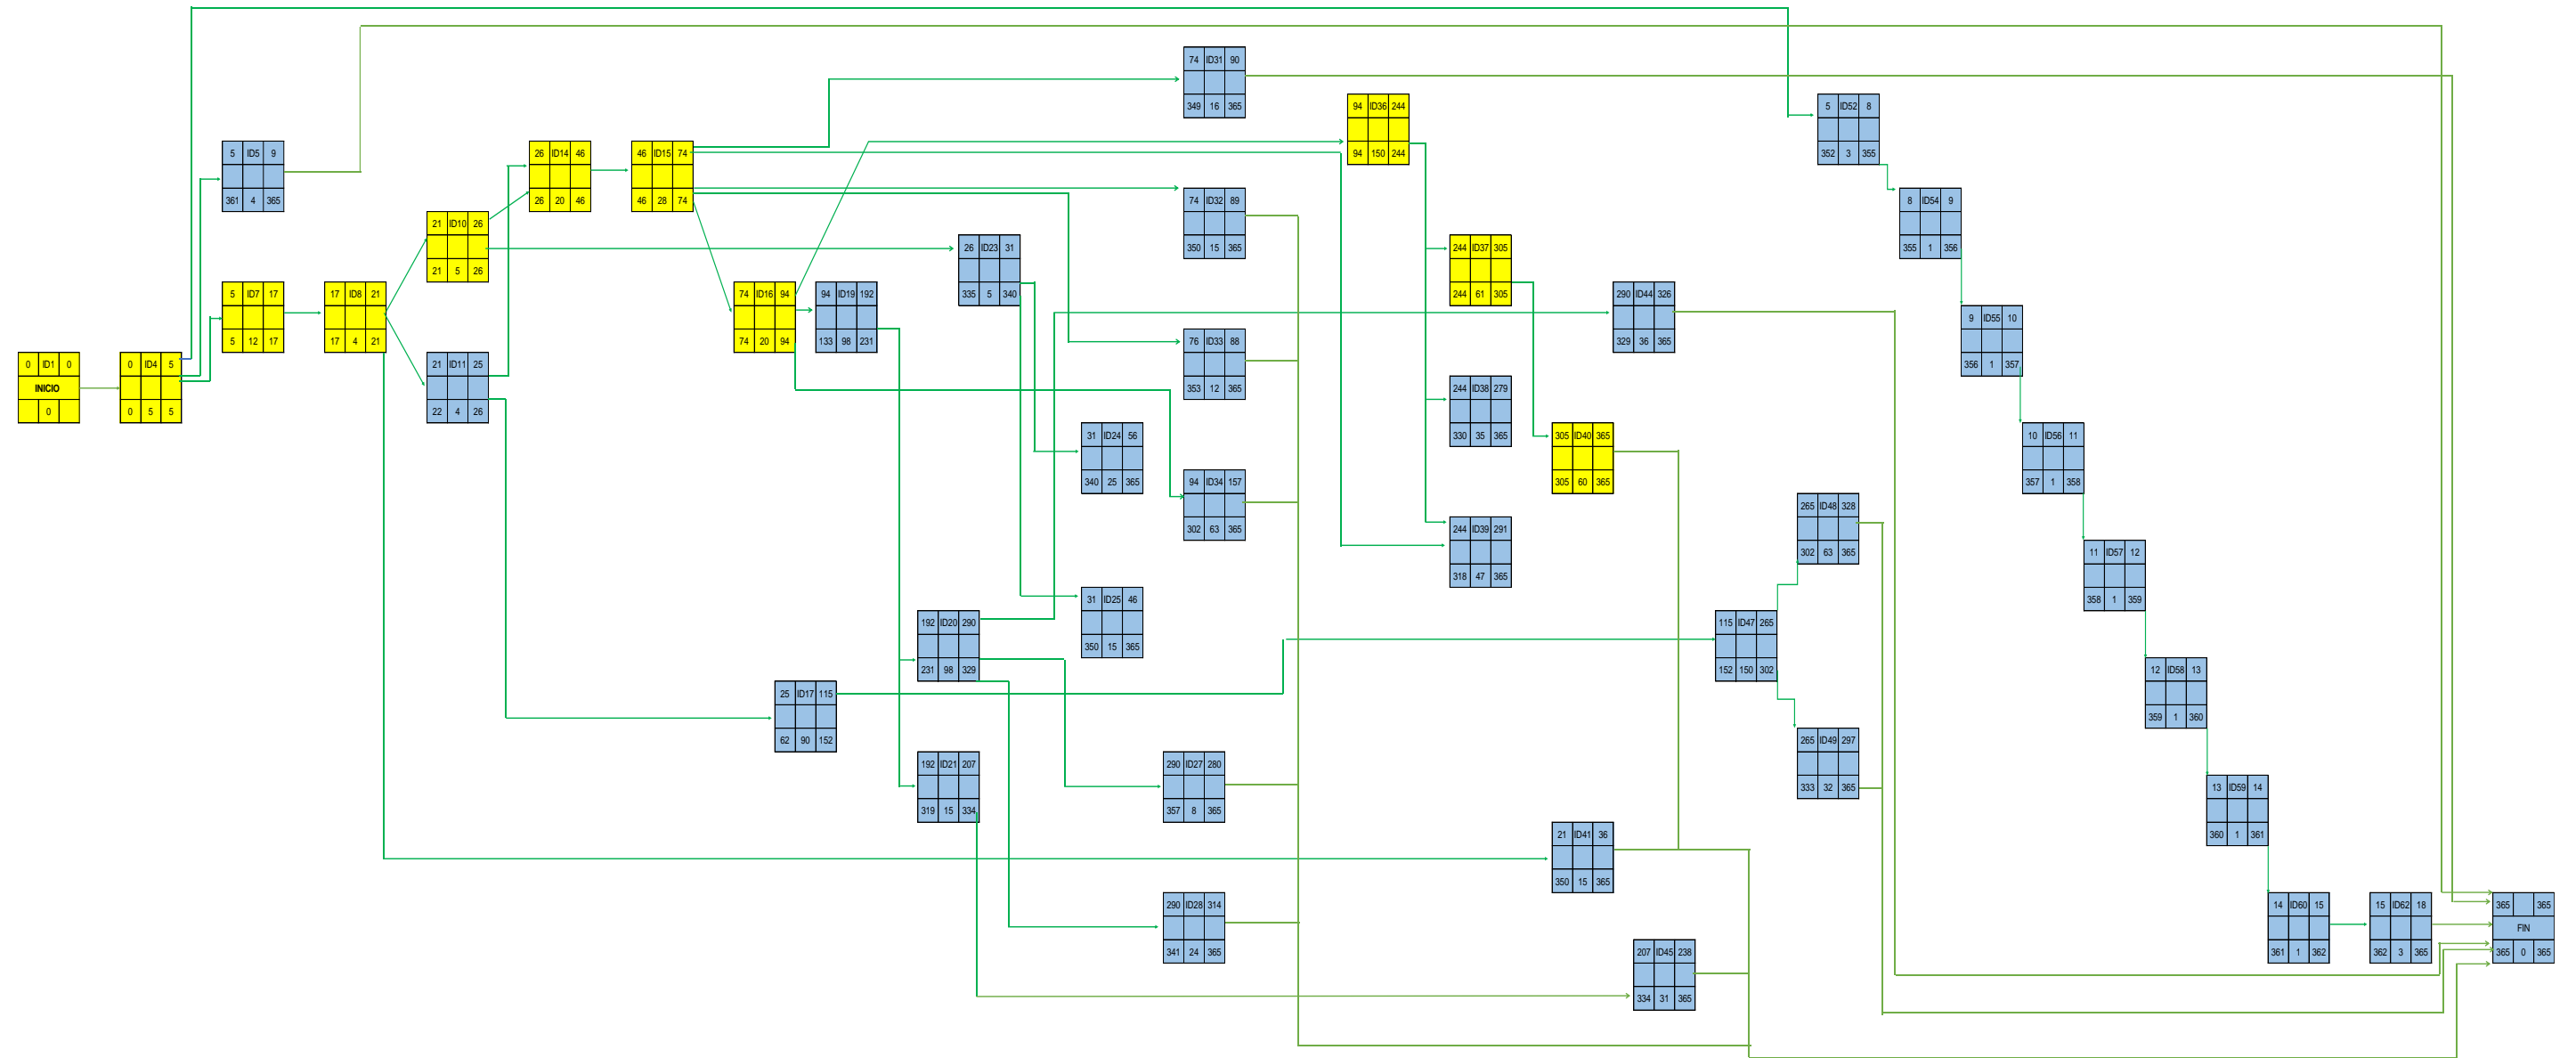 74 ID31 90
349 16 365
94 ID36 244
94 150 244
5 ID52 8
352 3 355
5 ID5 9
361 4 365
26 ID14 46
26 20 46
46 ID15 74
46 28 74
74 ID32 89
350 15 365
8 ID54 9
355 1 356
21 ID10 26
21 5 26
26 ID23 31
335 5 340
244 ID37 305
244 61 305
5 ID7 17
5 12 17
17 ID8 21
17 4 21
74 ID16 94
74 20 94
94 ID19 192
133 98 231
290 ID44 326
329 36 365
9 ID55 10
356 1 357
76 ID33 88
353 12 365
0 ID1 0
INICIO
0
0 ID4 5
0 5 5
21 ID11 25
22 4 26
244 ID38 279
330 35 365
31 ID24 56
340 25 365
305 ID40 365
305 60 365
10 ID56 11
357 1 358
94 ID34 157
302 63 365
265 ID48 328
302 63 365
244 ID39 291
318 47 365
11 ID57 12
358 1 359
31 ID25 46
350 15 365
192 ID20 290
231 98 329
115 ID47 265
152 150 302
12 ID58 13
359 1 360
25 ID17 115
62 90 152
265 ID49 297
333 32 365
192 ID21 207
319 15 334
290 ID27 280
357 8 365
13 ID59 14
360 1 361
21 ID41 36
350 15 365
290 ID28 314
341 24 365
14 ID60 15
361 1 362
15 ID62 18
362 3 365
365 365
FIN
365 0 365
207 ID45 238
334 31 365